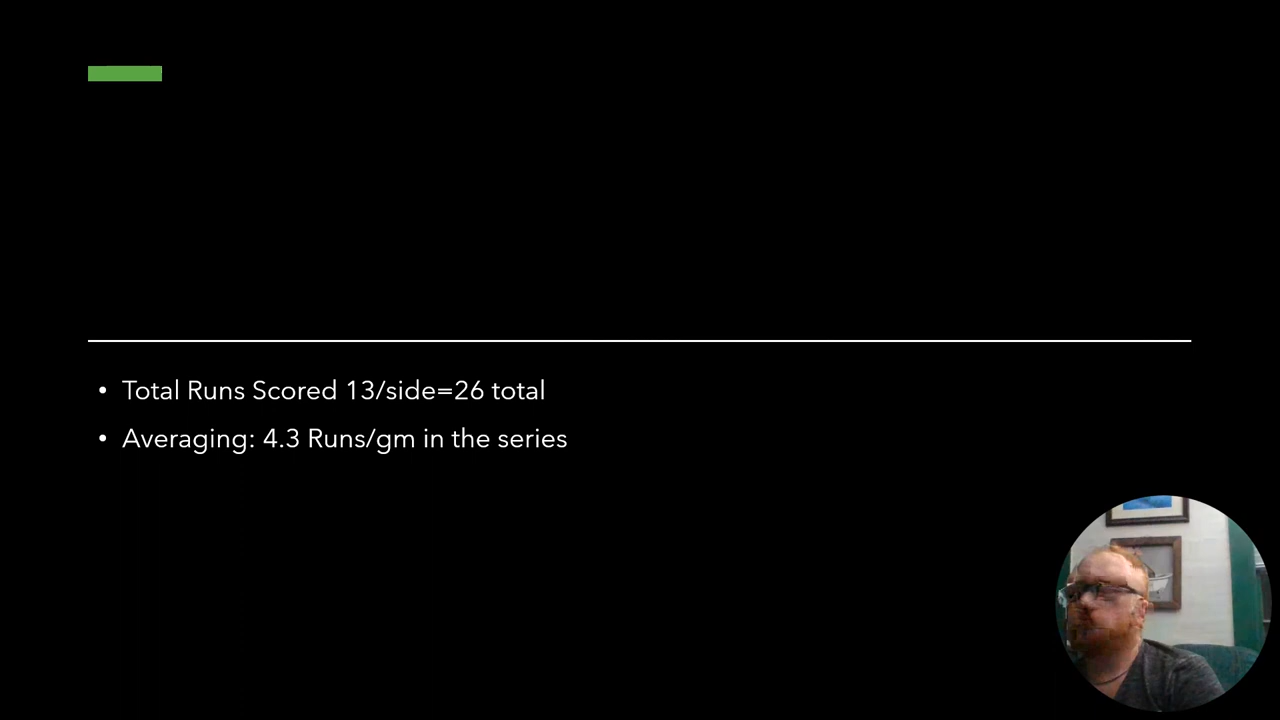 • Total Runs Scored 13/side=26 total
• Averaging: 4.3 Runs/gm in the series